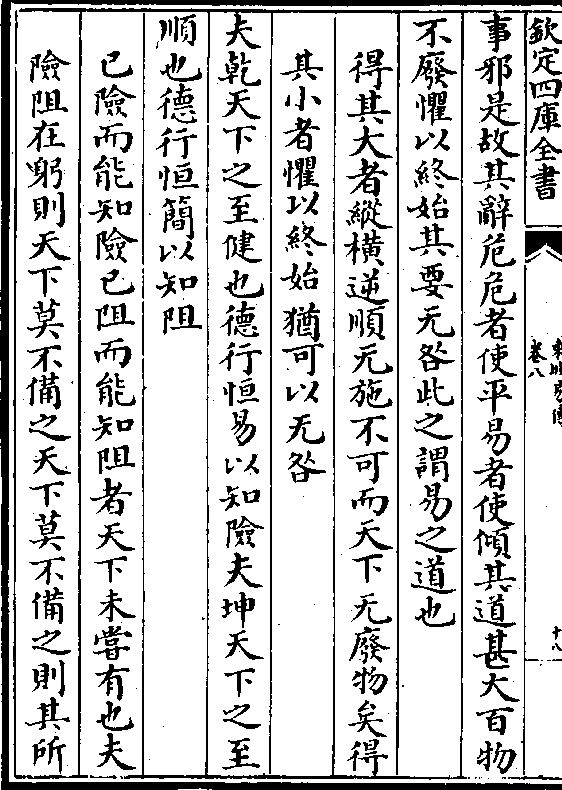 欽定四庫全書
東坡易傳
卷八
十八
事邪是故其辭危危者使平易者使傾其道甚大百物
不廢懼以終始其要无咎此之謂易之道也
得其大者縱橫逆順无施不可而天下无廢物矣得
其小者懼以終始猶可以无咎
夫乾天下之至健也德行恒易以知險夫坤天下之至
順也德行恒簡以知阻
已險而能知險已阻而能知阻者天下未嘗有也夫
險阻在躬則天下莫不備之天下莫不備之則其所